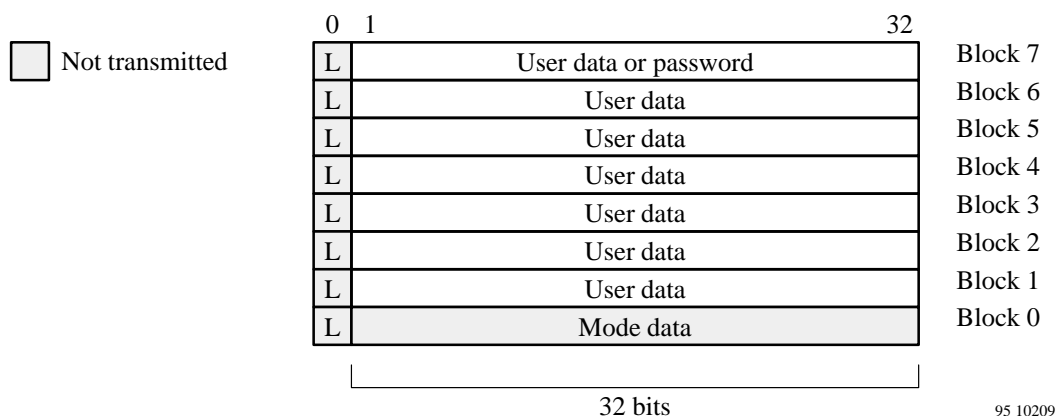 0 1 32
Not transmitted
L User data or password Block 7
L User data Block 6
L User data Block 5
L User data Block 4
L User data Block 3
L User data Block 2
L User data Block 1
L Mode data Block 0
32 bits
95 10209